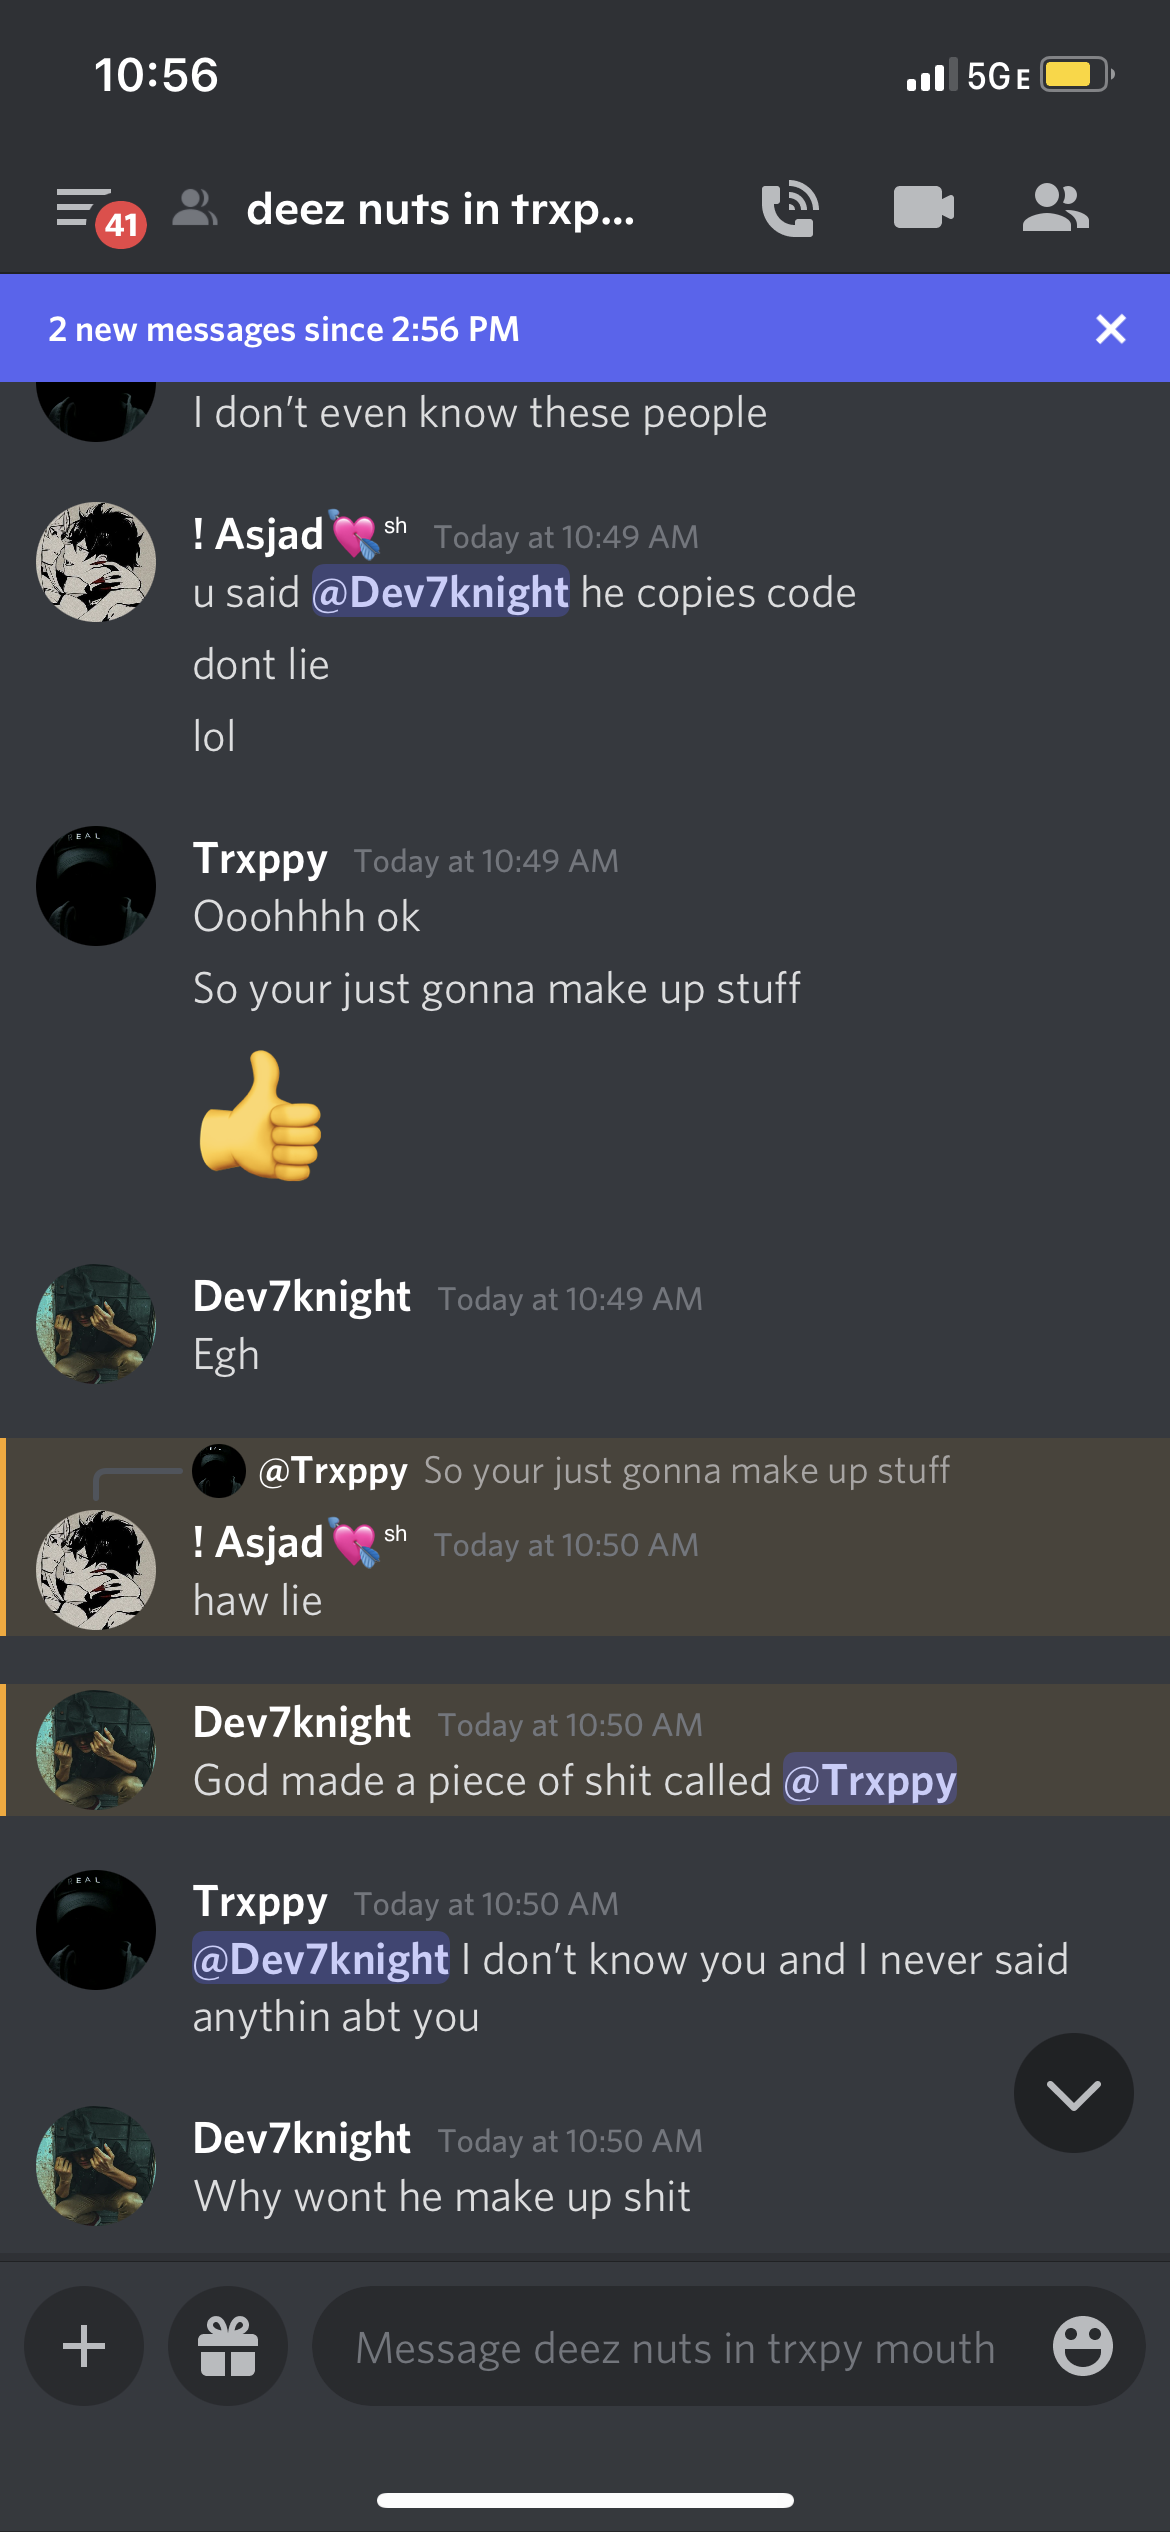 10:56
5GE
41
deez nuts in trxp...
2 new messages since 2:56 PM
I don't even know these people
! Asjad💘ˢʰ Today at 10:49 AM
u said @Dev7knight he copies code
dont lie
lol
EAL
Trxppy Today at 10:49 AM
Ooohhhh ok
So your just gonna make up stuff
👍
Dev7knight Today at 10:49 AM
Egh
@Trxppy So your just gonna make up stuff
! Asjad💘ˢʰ Today at 10:50 AM
haw lie
Dev7knight Today at 10:50 AM
God made a piece of shit called @Trxppy
EAL
Trxppy Today at 10:50 AM
@Dev7knight I don't know you and I never said
anythin abt you
Dev7knight Today at 10:50 AM
Why wont he make up shit
Message deez nuts in trxpy mouth